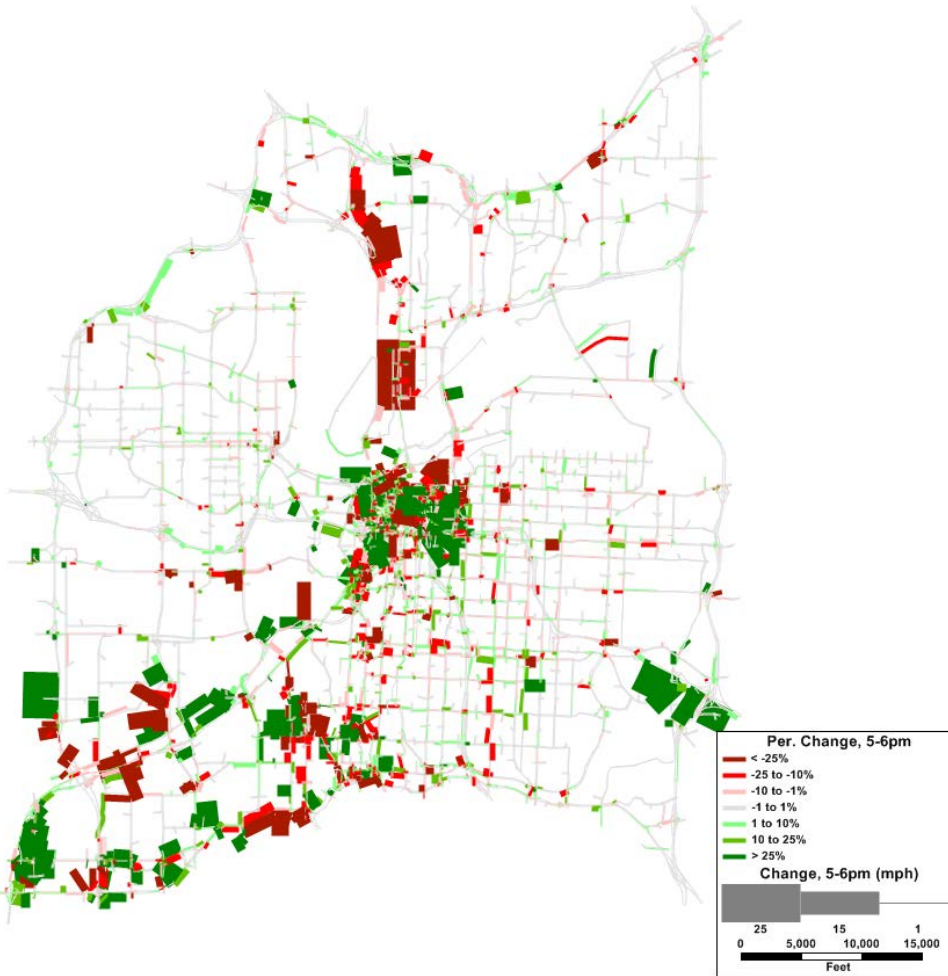 Per. Change, 5-6pm
< -25%
-25 to -10%
-10 to -1%
-1 to 1%
1 to 10%
10 to 25%
> 25%
Change, 5-6pm (mph)
25 15 1
0 5,000 10,000 15,000
Feet